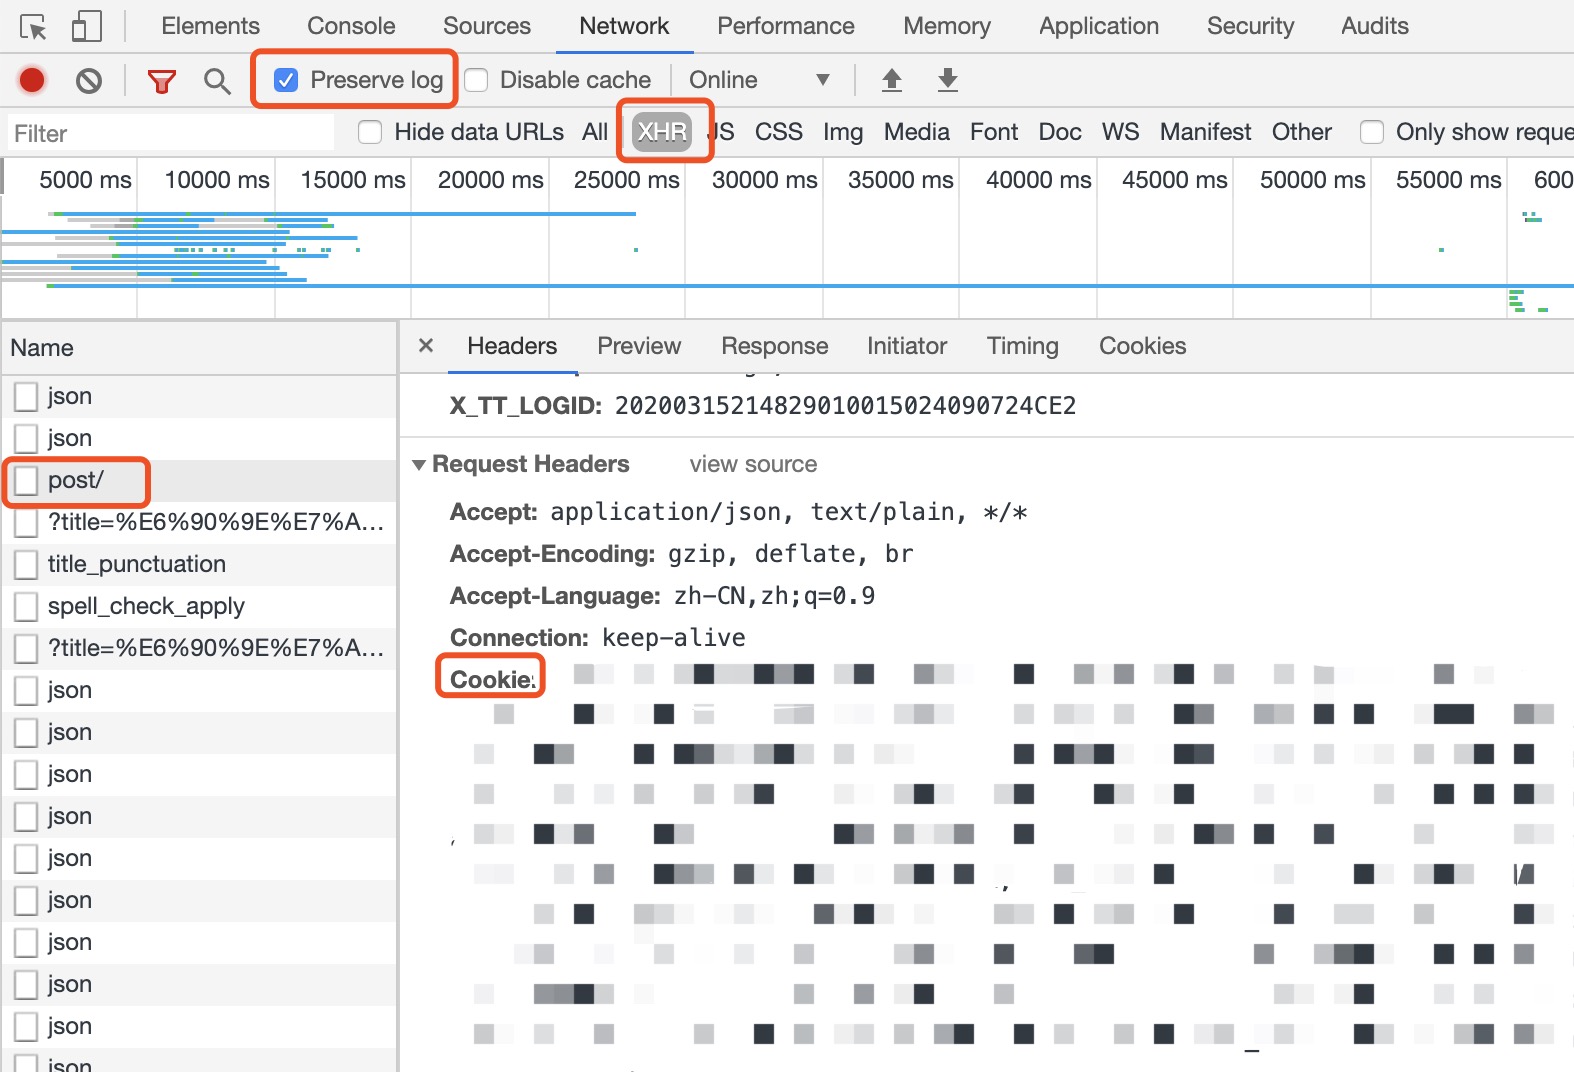 Elements Console Sources Network Performance Memory Application Security Audits
Preserve log Disable cache Online
Filter Hide data URLs All XHR JS CSS Img Media Font Doc WS Manifest Other Only show reque
5000 ms 10000 ms 15000 ms 20000 ms 25000 ms 30000 ms 35000 ms 40000 ms 45000 ms 50000 ms 55000 ms 600
Name
json
json
post/
?title=%E6%90%9E%E7%A...
title_punctuation
spell_check_apply
?title=%E6%90%9E%E7%A...
json
json
json
json
json
json
json
json
json
json
× Headers Preview Response Initiator Timing Cookies
X_TT_LOGID: 2020031521482901001502409​0724CE2
Request Headers view source
Accept: application/json, text/plain, */*
Accept-Encoding: gzip, deflate, br
Accept-Language: zh-CN,zh;q=0.9
Connection: keep-alive
Cookie: